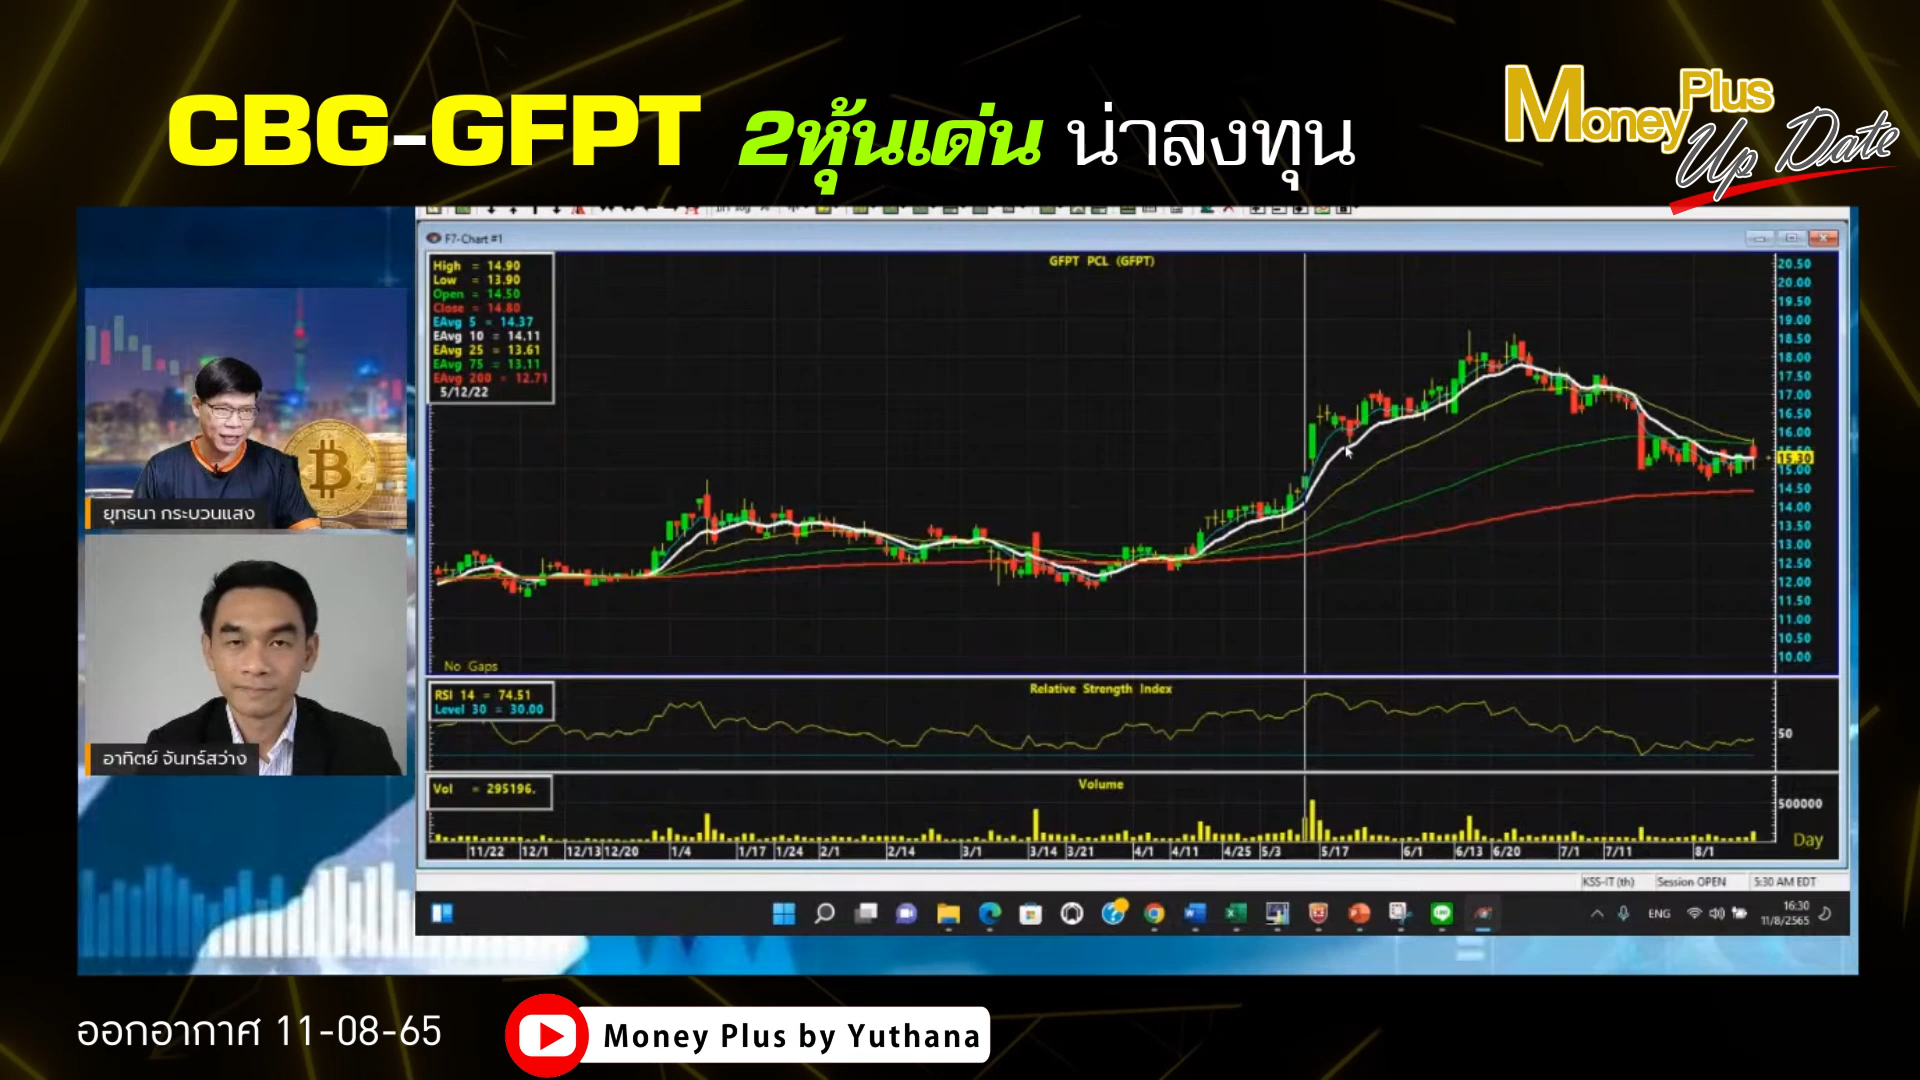 CBG-GFPT 2หุ้นเด่น น่าลงทุน
Money Plus Up Date
F7-Chart #1
GFPT PCL (GFPT)
High = 14.90
Low = 13.90
Open = 14.50
Close = 14.80
EAvg 5 = 14.37
EAvg 10 = 14.11
EAvg 25 = 13.61
EAvg 75 = 13.11
EAvg 200 = 12.71
5/12/22
20.50
20.00
19.50
19.00
18.50
18.00
17.50
17.00
16.50
16.00
15.30
15.00
14.50
14.00
13.50
13.00
12.50
12.00
11.50
11.00
10.50
10.00
No Gaps
ยุทธนา กระบวนแสง
อาทิตย์ จันทร์สว่าง
RSI 14 = 74.51
Level 30 = 30.00
Relative Strength Index
50
Vol = 295196.
Volume
500000
Day
11/22 12/1 12/13 12/20 1/4 1/17 1/24 2/1 2/14 3/1 3/14 3/21 4/1 4/11 4/25 5/3 5/17 6/1 6/13 6/20 7/1 7/11 8/1
KSS-IT (th) Session OPEN 5:30 AM EDT
ENG
16:30
11/8/2565
ออกอากาศ 11-08-65
Money Plus by Yuthana